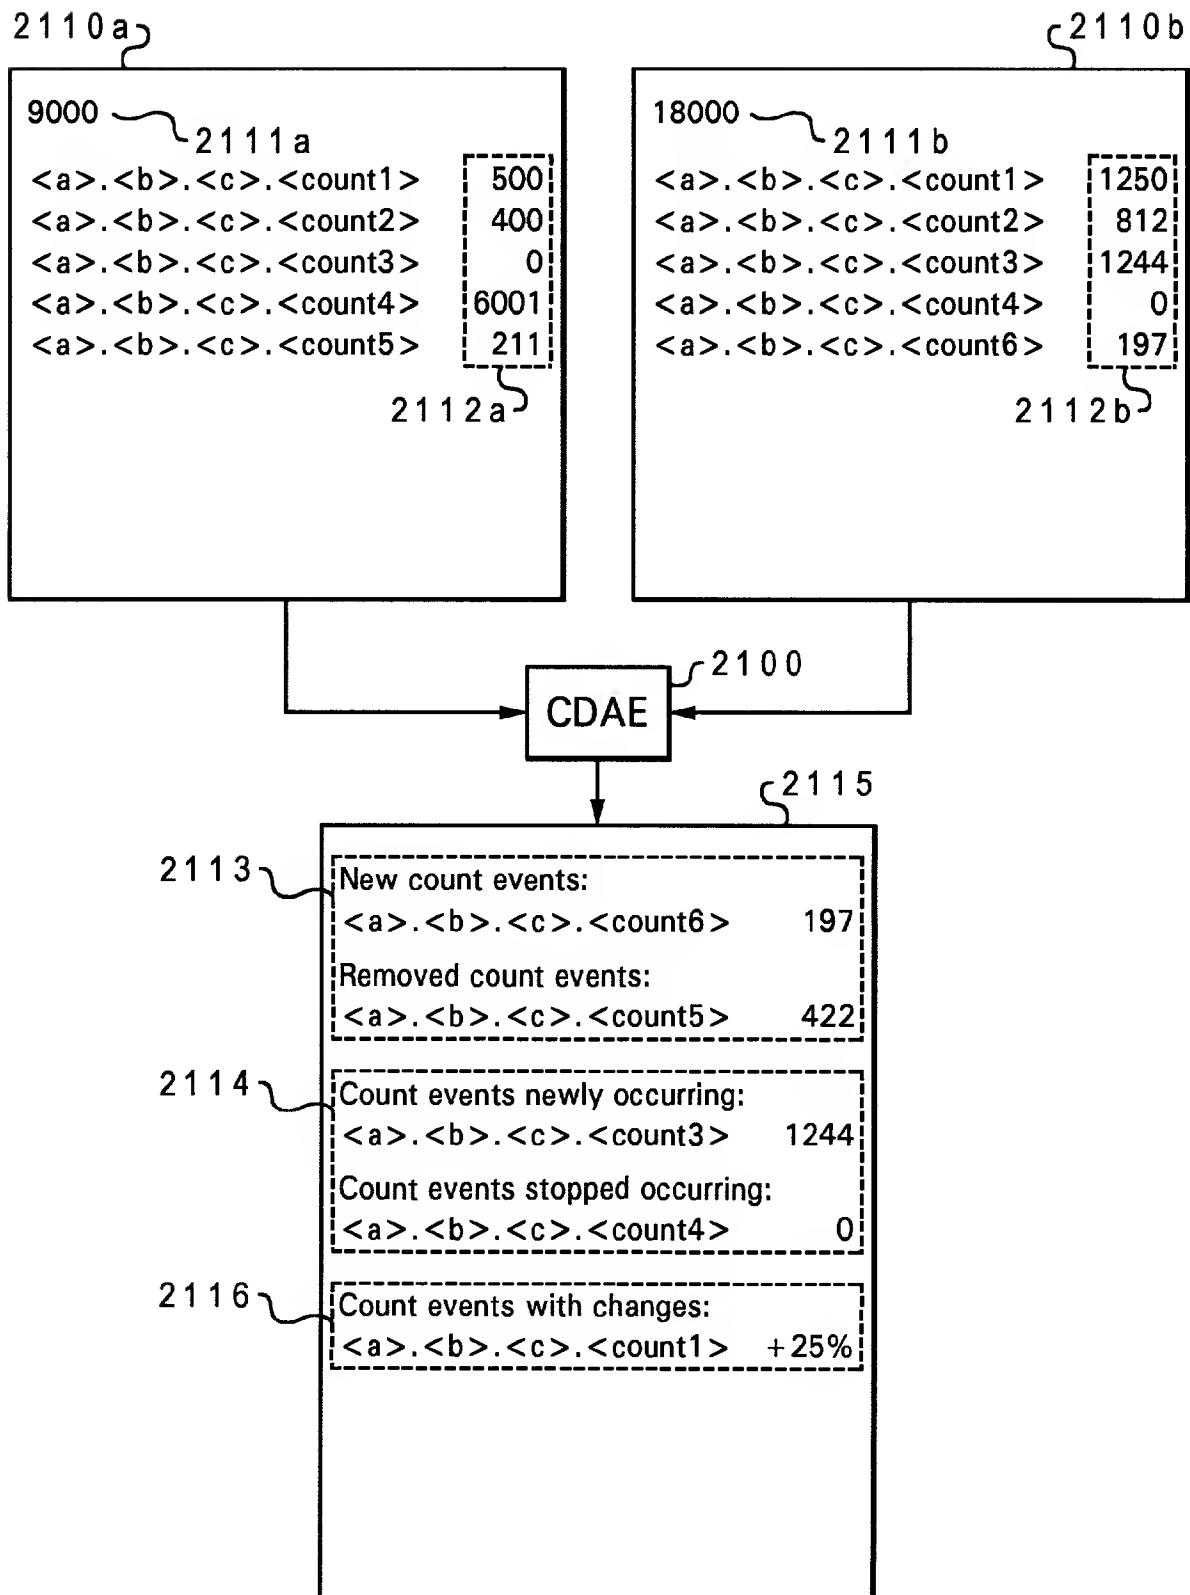 2110a
2110b
9000
2111a
<a>.<b>.<c>.<count1> 500
<a>.<b>.<c>.<count2> 400
<a>.<b>.<c>.<count3> 0
<a>.<b>.<c>.<count4> 6001
<a>.<b>.<c>.<count5> 211
2112a
18000
2111b
<a>.<b>.<c>.<count1> 1250
<a>.<b>.<c>.<count2> 812
<a>.<b>.<c>.<count3> 1244
<a>.<b>.<c>.<count4> 0
<a>.<b>.<c>.<count6> 197
2112b
2100
CDAE
2115
2113
New count events:
<a>.<b>.<c>.<count6> 197
Removed count events:
<a>.<b>.<c>.<count5> 422
2114
Count events newly occurring:
<a>.<b>.<c>.<count3> 1244
Count events stopped occurring:
<a>.<b>.<c>.<count4> 0
2116
Count events with changes:
<a>.<b>.<c>.<count1> +25%